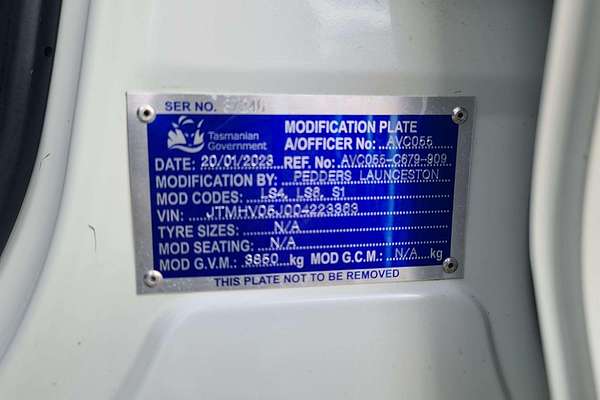 SER NO.
Tasmanian
Government
MODIFICATION PLATE
A/OFFICER No: AVC055
DATE: 20/01/2023 REF. No: AVC055-C679-909
MODIFICATION BY: PEDDERS LAUNCESTON
MOD CODES: LS4, LS8, S1
VIN: JTMHV05J004223383
TYRE SIZES: N/A
MOD SEATING: N/A
MOD G.V.M: 3850 kg MOD G.C.M: N/A kg
THIS PLATE NOT TO BE REMOVED